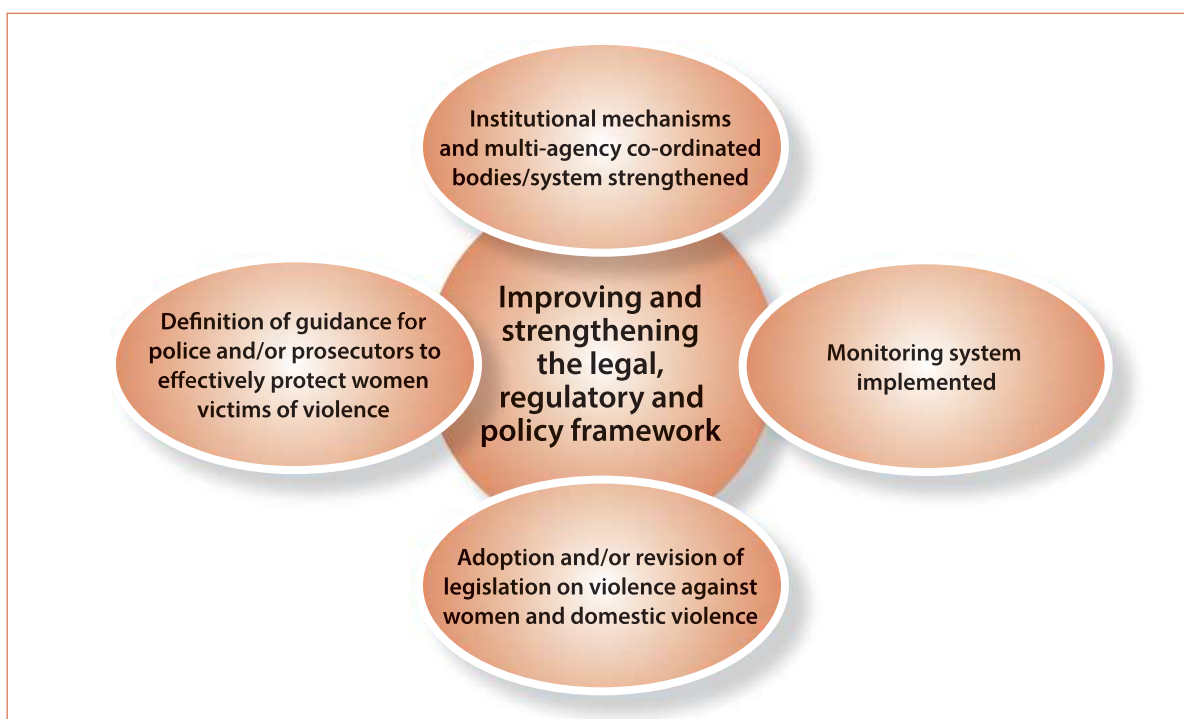 Institutional mechanisms
and multi-agency co-ordinated
bodies/system strengthened
Definition of guidance for
police and/or prosecutors to
effectively protect women
victims of violence
Improving and
strengthening
the legal,
regulatory and
policy framework
Monitoring system
implemented
Adoption and/or revision of
legislation on violence against
women and domestic violence